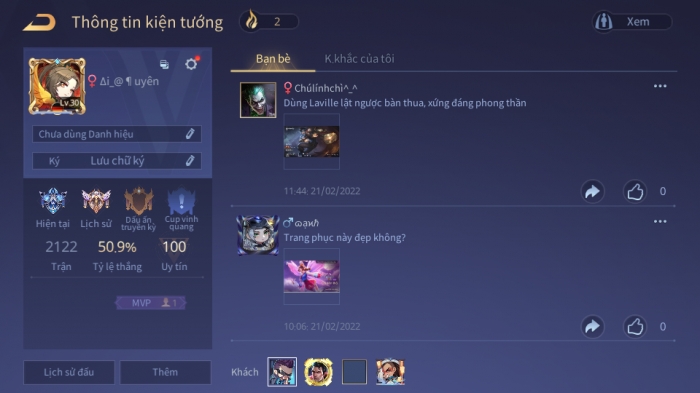 Thông tin kiện tướng
2
Xem
Δi_@ ¶ uyên
Lv.30
Chưa dùng Danh hiệu
Ký Lưu chữ ký
Hiện tại
Lịch sử
Dấu ấn truyền kỳ
Cup vinh quang
2122
50,9%
100
Trận
Tỷ lệ thắng
Uy tín
MVP 1
Lịch sử đấu
Thêm
Bạn bè
K.khắc của tôi
Chúlínhchì^_^
Dùng Laville lật ngược bàn thua, xứng đáng phong thần
11:44: 21/02/2022
0
Trang phục này đẹp không?
10:06: 21/02/2022
0
Khách